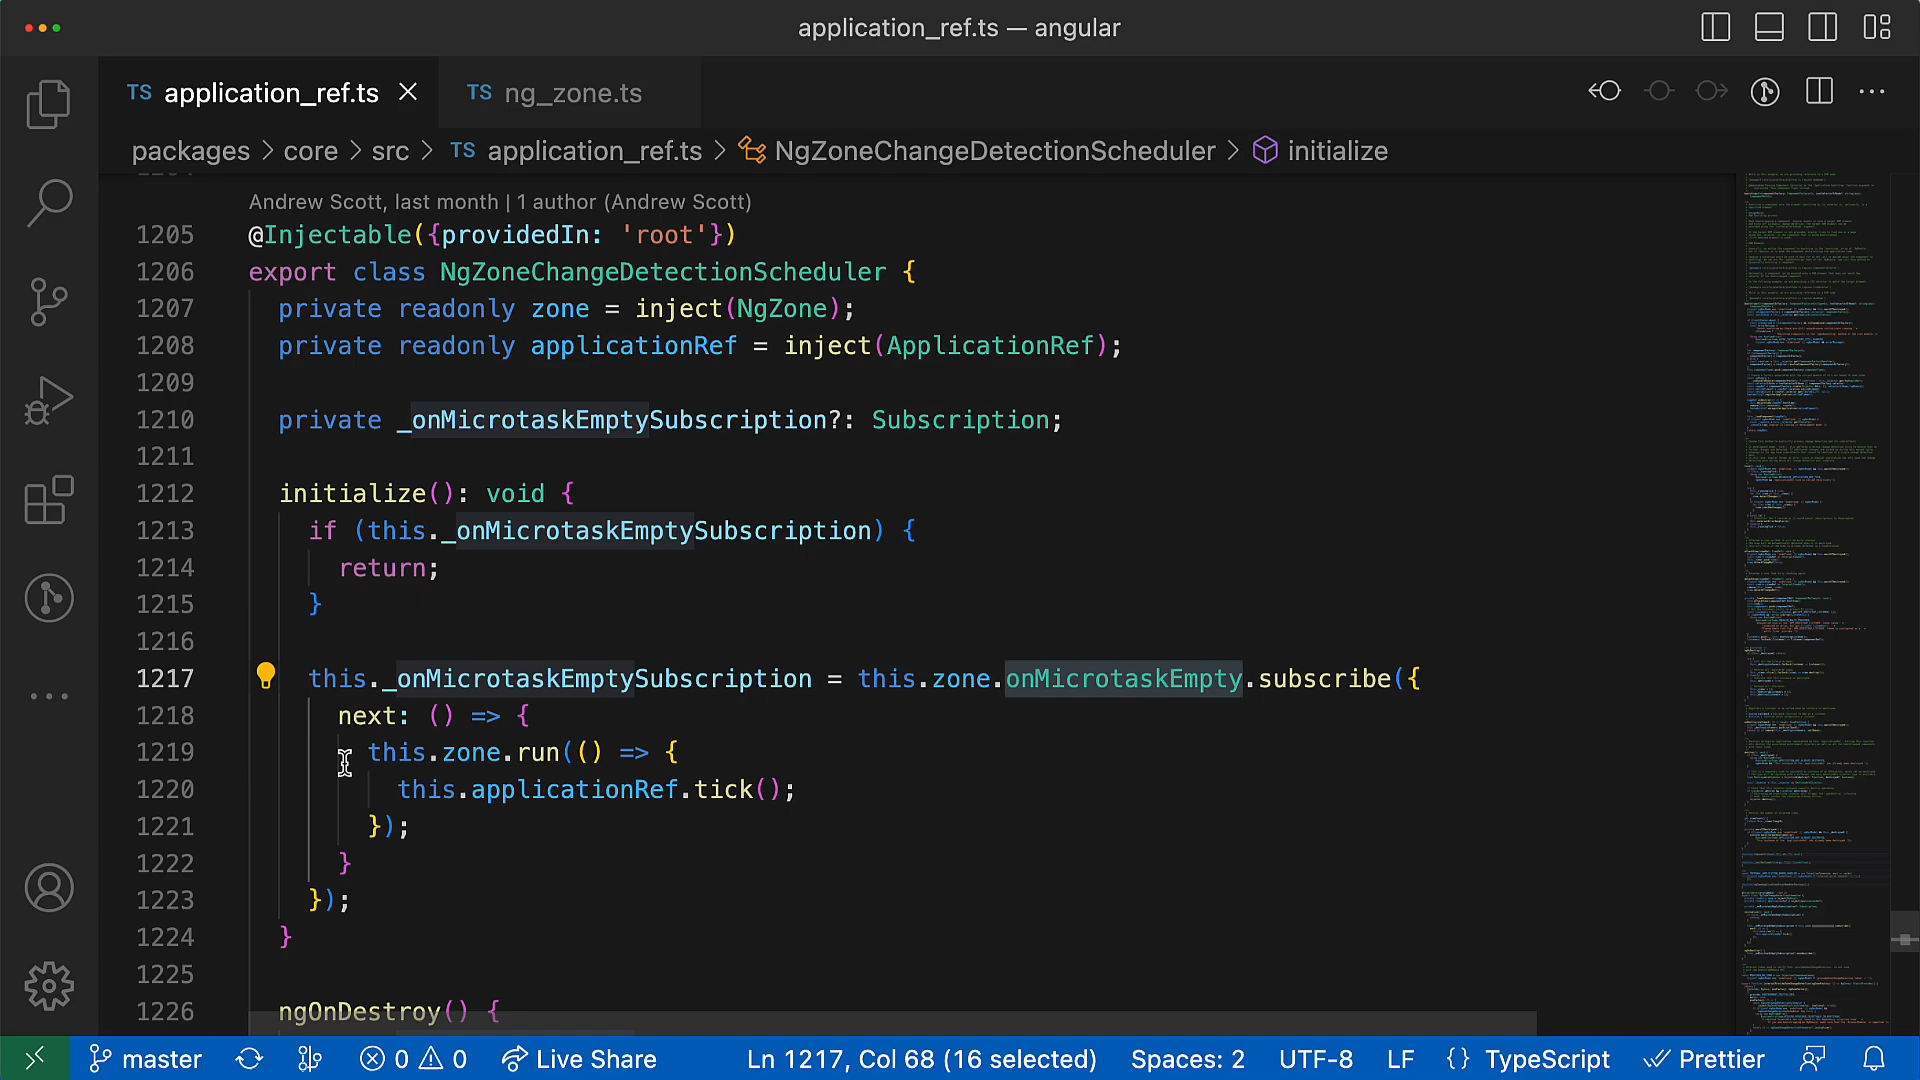 application_ref.ts — angular
TS application_ref.ts
TS ng_zone.ts
packages > core > src > TS application_ref.ts > NgZoneChangeDetectionScheduler > initialize
Andrew Scott, last month | 1 author (Andrew Scott)
1205 @Injectable({providedIn: 'root'})
1206 export class NgZoneChangeDetectionScheduler {
1207 private readonly zone = inject(NgZone);
1208 private readonly applicationRef = inject(ApplicationRef);
1209
1210 private _onMicrotaskEmptySubscription?: Subscription;
1211
1212 initialize(): void {
1213 if (this._onMicrotaskEmptySubscription) {
1214 return;
1215 }
1216
1217 this._onMicrotaskEmptySubscription = this.zone.onMicrotaskEmpty.subscribe({
1218 next: () => {
1219 this.zone.run(() => {
1220 this.applicationRef.tick();
1221 });
1222 }
1223 });
1224 }
1225
1226 ngOnDestroy() {
master 0 0 Live Share Ln 1217, Col 68 (16 selected) Spaces: 2 UTF-8 LF {} TypeScript Prettier